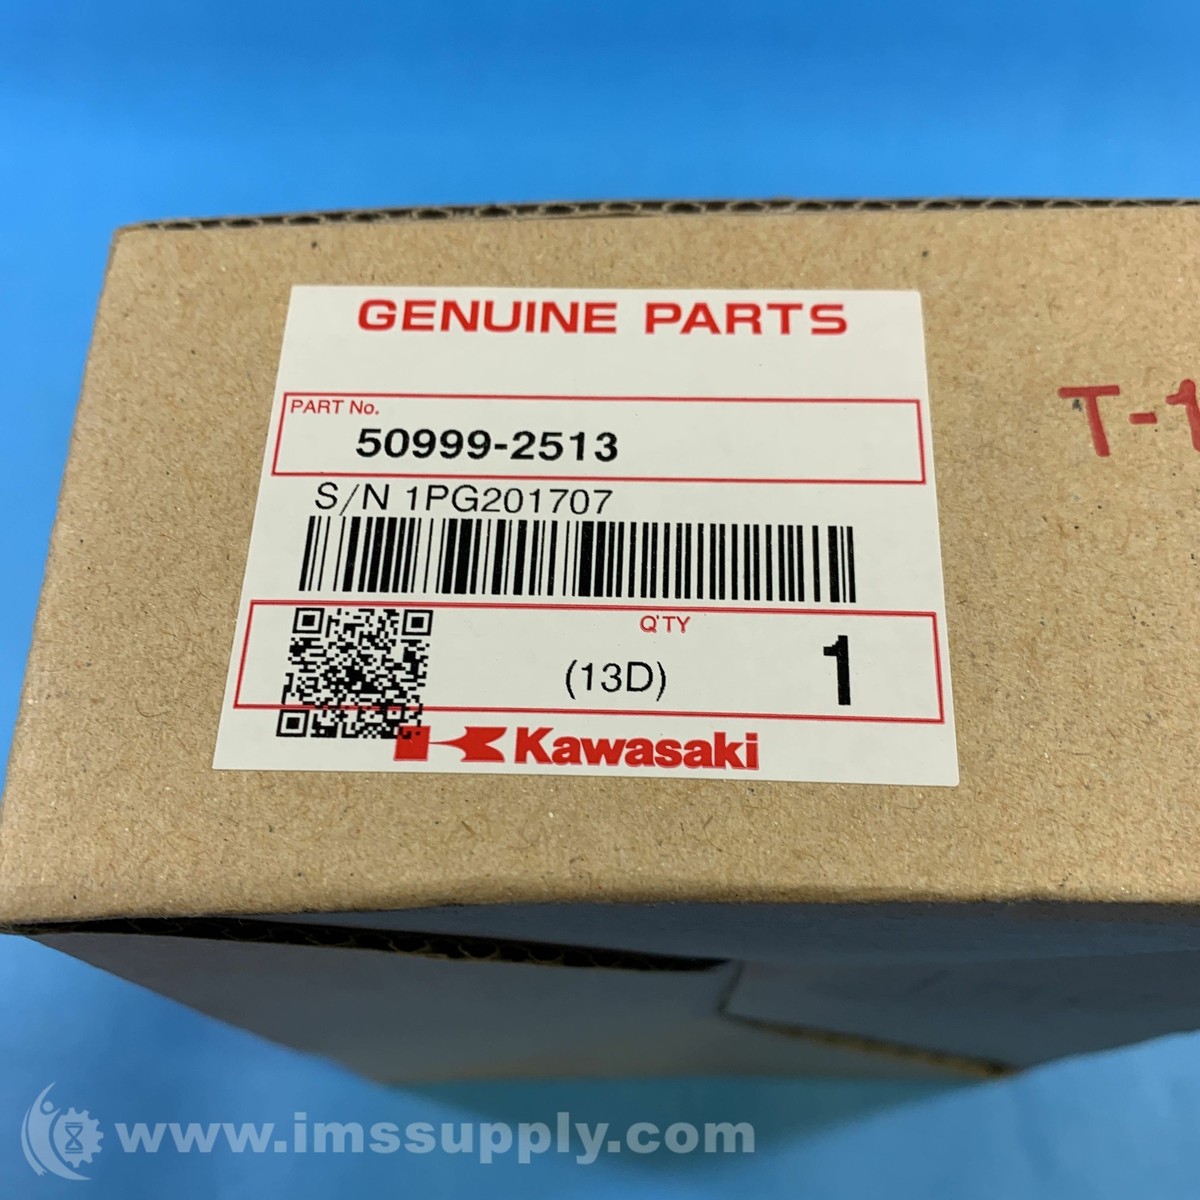 GENUINE PARTS
PART No.
50999-2513
S/N 1PG201707
Q'TY
(13D)
1
Kawasaki
T-1
www.imssupply.com